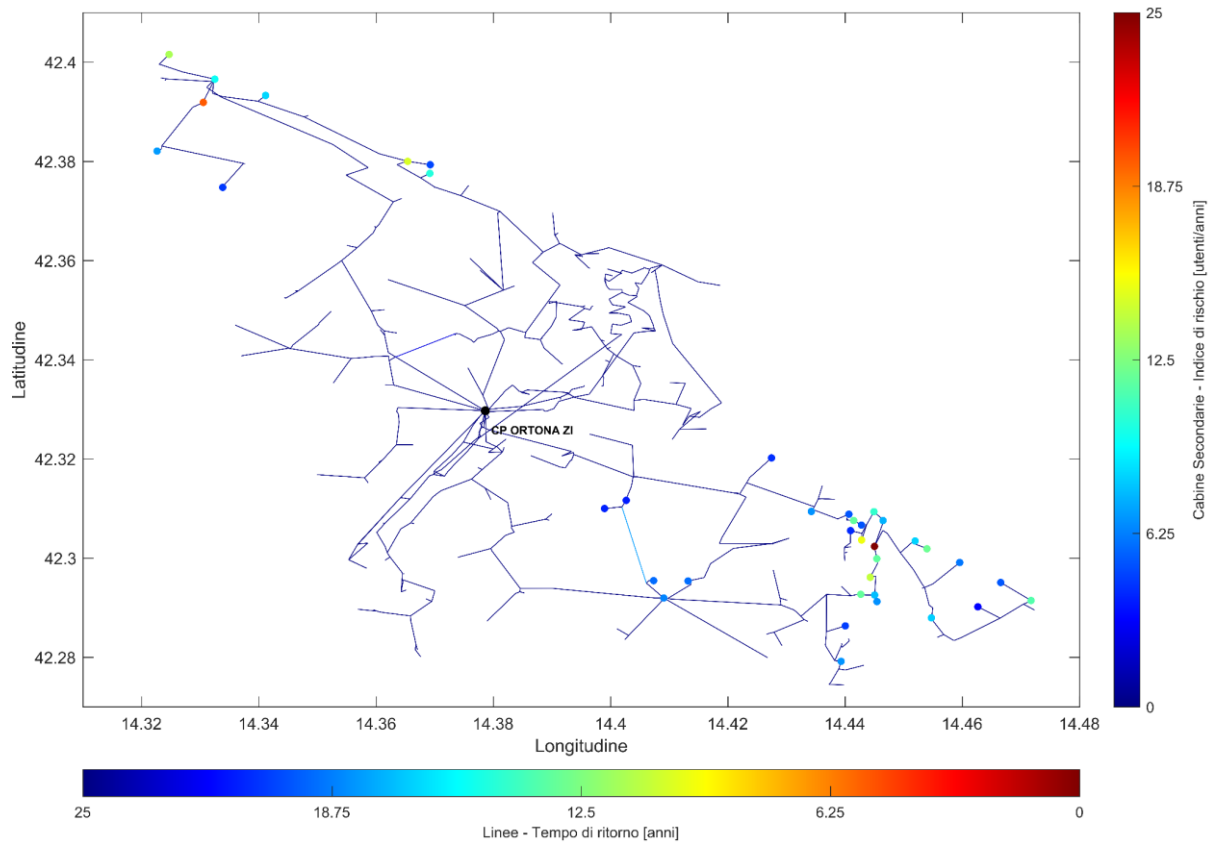 42.4
42.38
42.36
42.34
42.32
42.3
42.28
Latitudine
CP ORTONA ZI
14.32 14.34 14.36 14.38 14.4 14.42 14.44 14.46 14.48
Longitudine
25
18.75
12.5
6.25
0
Cabine Secondarie - Indice di rischio [utenti/anni]
25 18.75 12.5 6.25 0
Linee - Tempo di ritorno [anni]